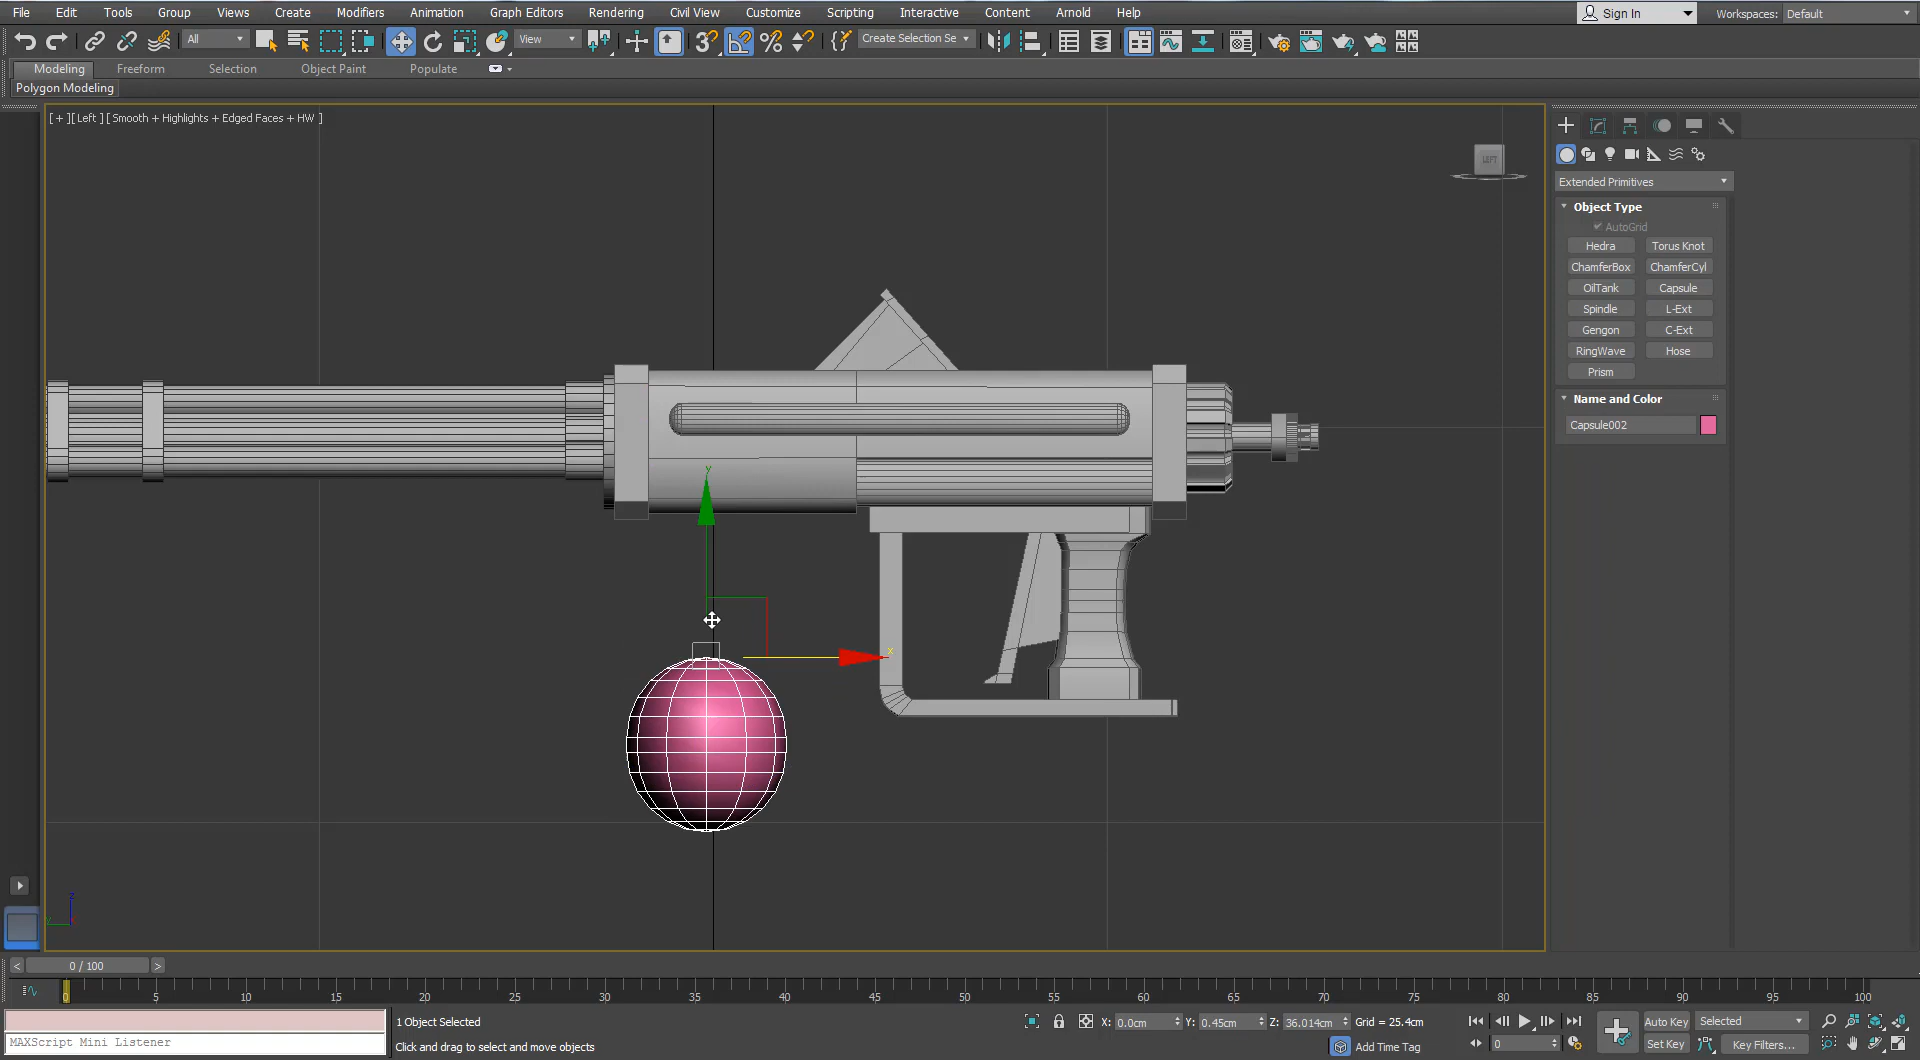 File Edit Tools Group Views Create Modifiers Animation Graph Editors Rendering Civil View Customize Scripting Interactive Content Arnold Help Sign In Workspaces: Default
All View Create Selection Se
Modeling Freeform Selection Object Paint Populate
Polygon Modeling
[ + ][ Left ] [ Smooth + Highlights + Edged Faces + HW ]
LEFT
Extended Primitives
Object Type
AutoGrid
Hedra Torus Knot
ChamferBox ChamferCyl
OilTank Capsule
Spindle L-Ext
Gengon C-Ext
RingWave Hose
Prism
Name and Color
Capsule002
y
x
z
0 / 100
0 5 10 15 20 25 30 35 40 45 50 55 60 65 70 75 80 85 90 95 100
1 Object Selected X: 0.0cm Y: 0.45cm Z: 36.014cm Grid = 25.4cm Auto Key Selected
MAXScript Mini Listener Click and drag to select and move objects Add Time Tag 0 Set Key Key Filters...